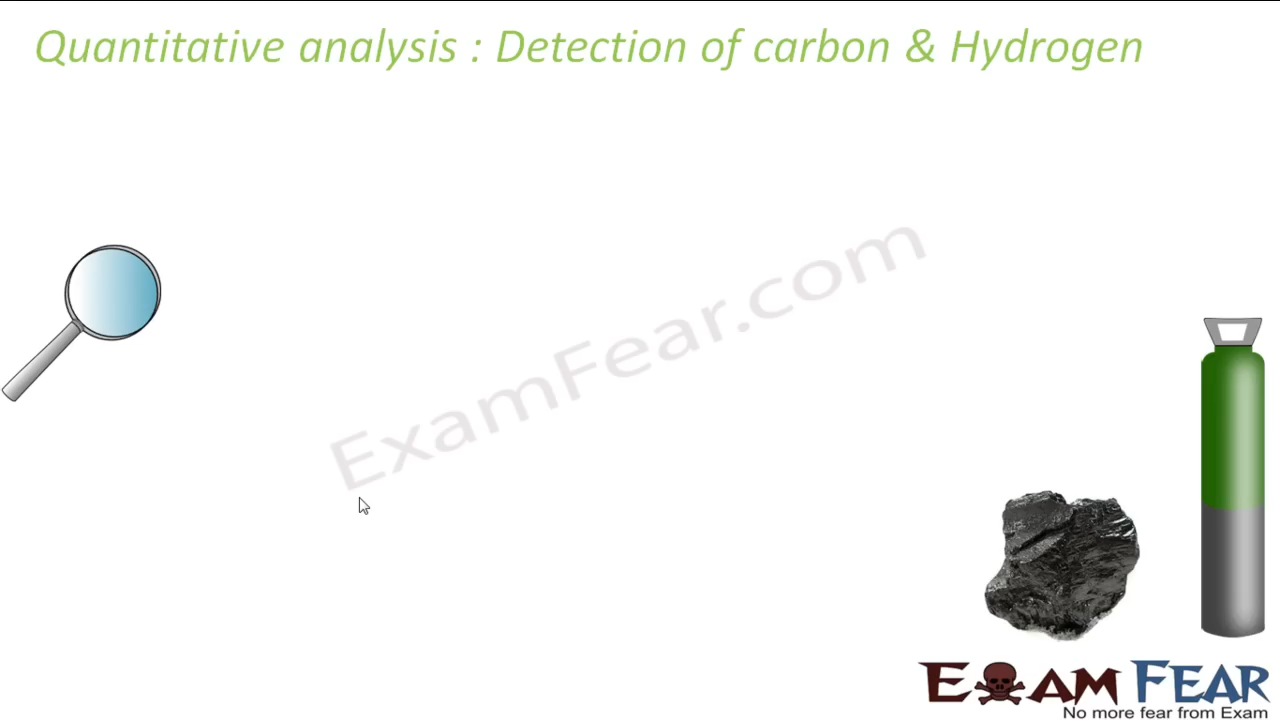 Quantitative analysis : Detection of carbon & Hydrogen
ExamFear.com
EXAM FEAR
No more fear from Exam